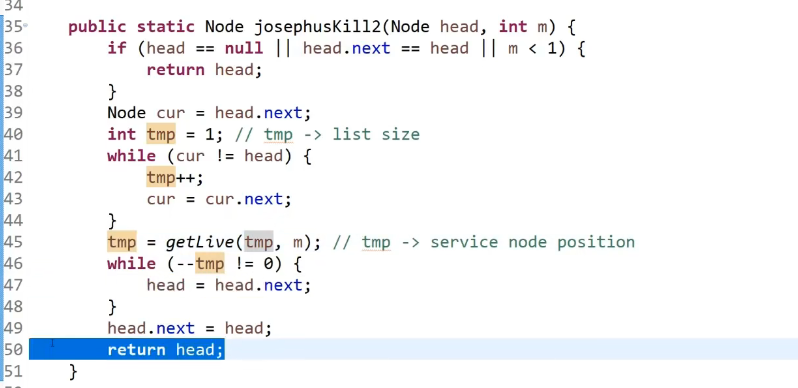 34
35 public static Node josephusKill2(Node head, int m) {
36 if (head == null || head.next == head || m < 1) {
37 return head;
38 }
39 Node cur = head.next;
40 int tmp = 1; // tmp -> list size
41 while (cur != head) {
42 tmp++;
43 cur = cur.next;
44 }
45 tmp = getLive(tmp, m); // tmp -> service node position
46 while (--tmp != 0) {
47 head = head.next;
48 }
49 head.next = head;
50 return head;
51 }